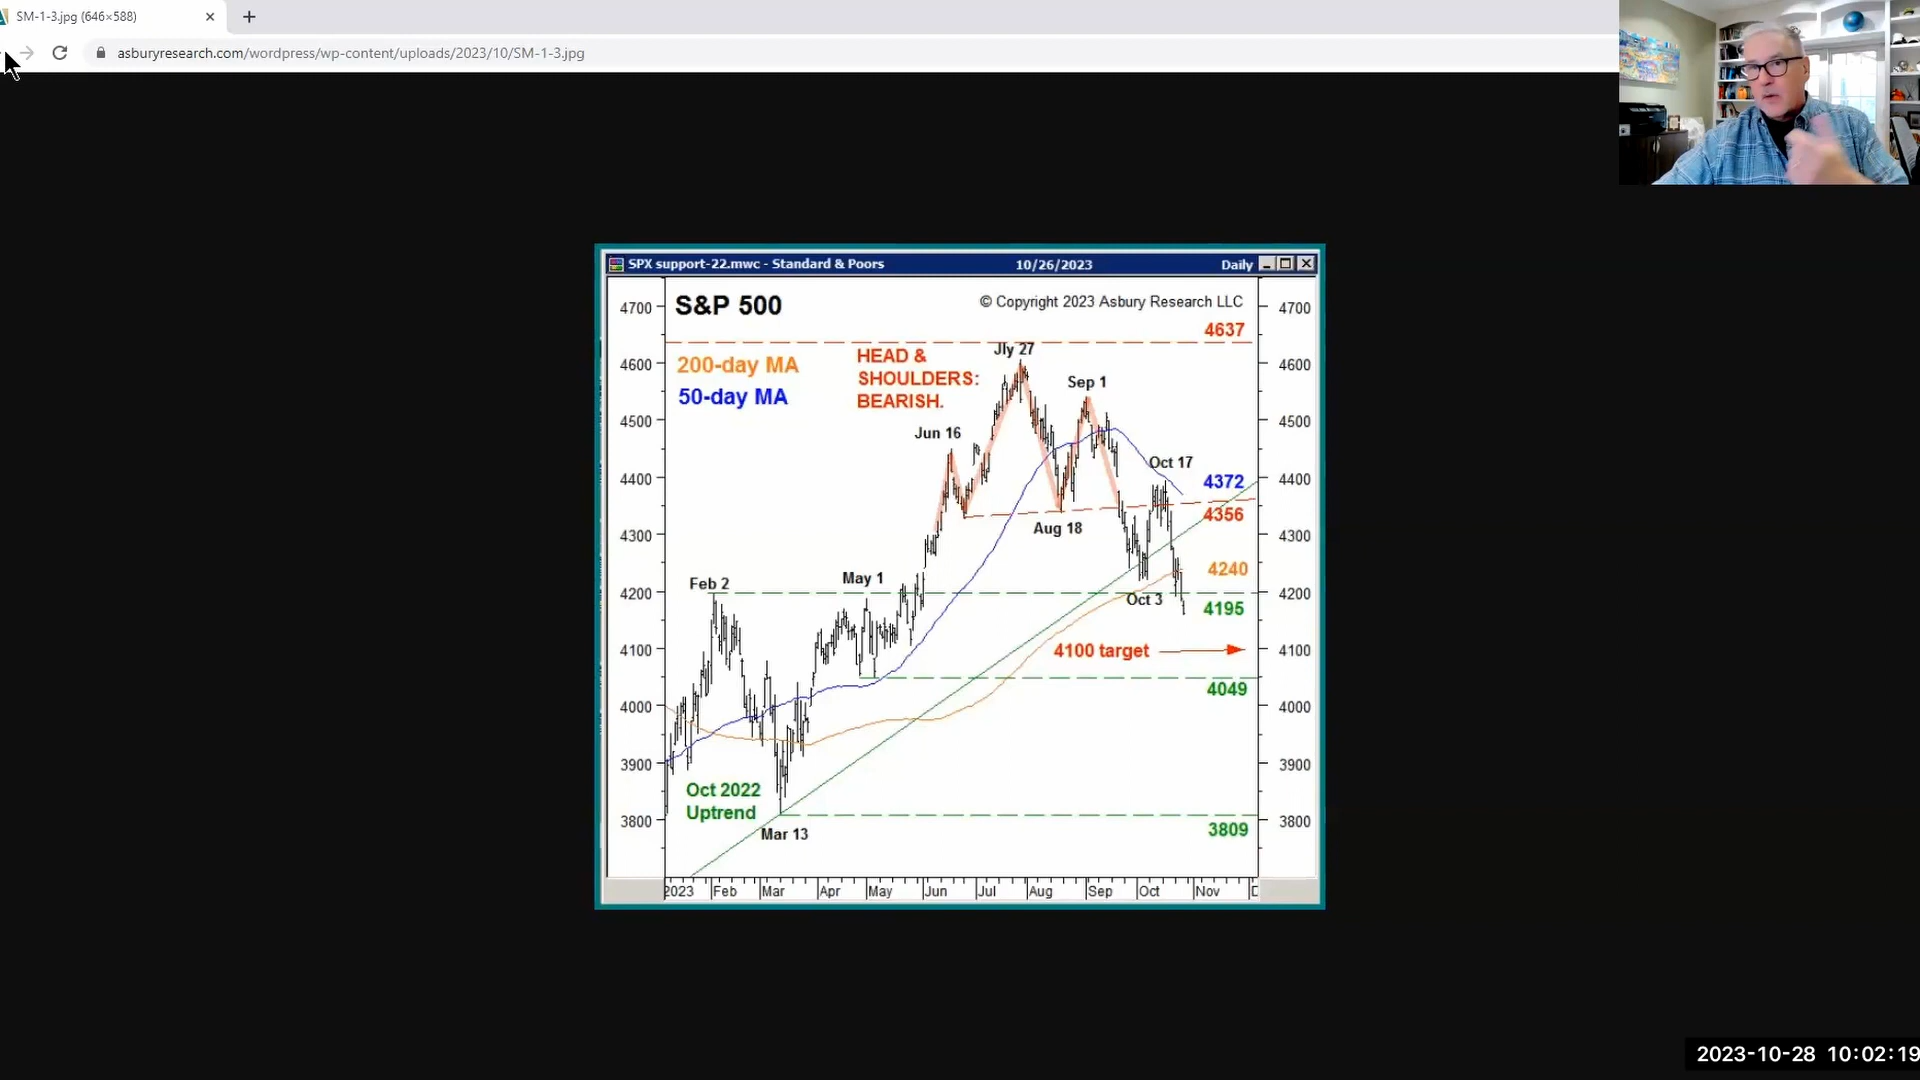 SM-1-3.jpg (646×588)
asburyresearch.com/wordpress/wp-content/uploads/2023/10/SM-1-3.jpg
SPX support-22.mwc - Standard & Poors 10/26/2023 Daily
S&P 500
© Copyright 2023 Asbury Research LLC
4700
4600
4500
4400
4300
4200
4100
4000
3900
3800
4700
4600
4500
4400
4300
4200
4100
4000
3900
3800
4637
200-day MA
50-day MA
HEAD &
SHOULDERS:
BEARISH.
Jly 27
Sep 1
Jun 16
Oct 17
4372
4356
Aug 18
4240
Feb 2
May 1
Oct 3
4195
4100 target
4049
Oct 2022
Uptrend
Mar 13
3809
2023 Feb Mar Apr May Jun Jul Aug Sep Oct Nov D
2023-10-28 10:02:19